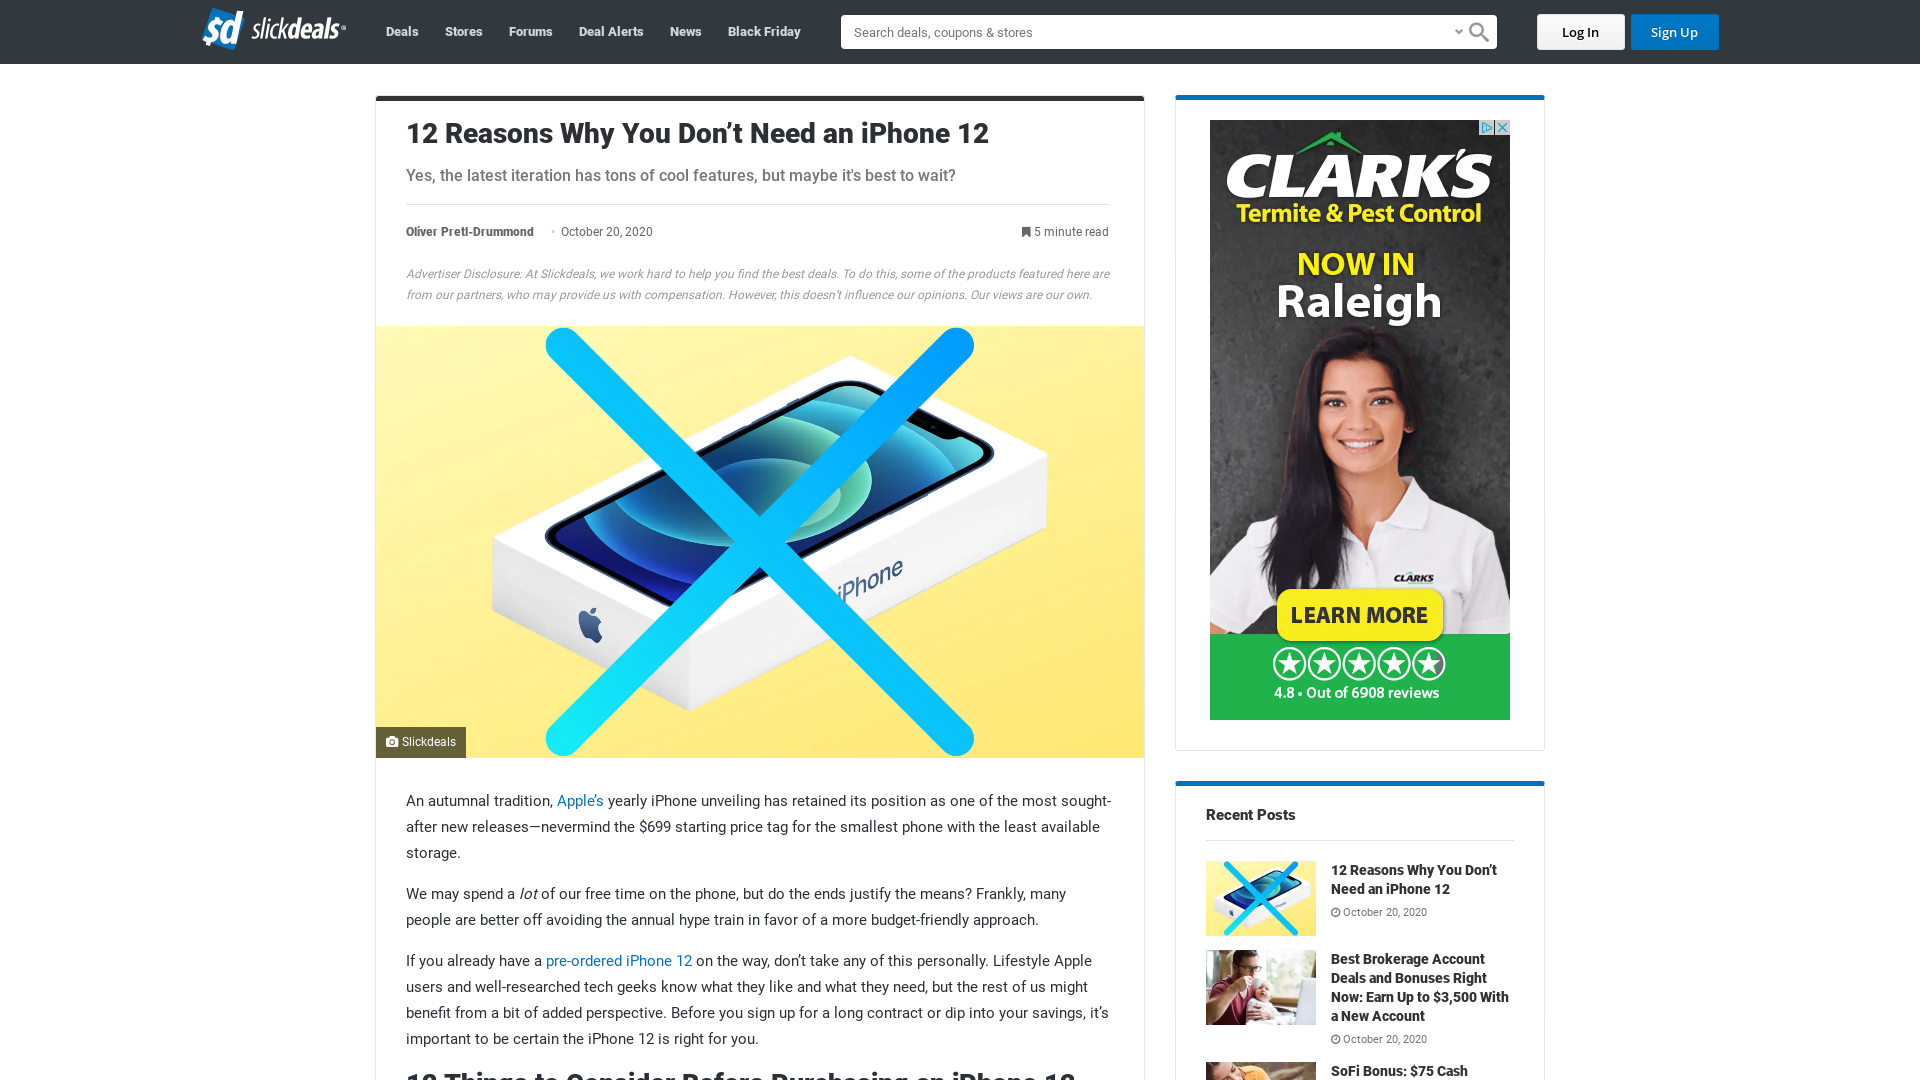 sd slickdeals
Deals
Stores
Forums
Deal Alerts
News
Black Friday
Search deals, coupons & stores
Log In
Sign Up
12 Reasons Why You Don’t Need an iPhone 12
Yes, the latest iteration has tons of cool features, but maybe it's best to wait?
Oliver Pretl-Drummond • October 20, 2020
5 minute read
Advertiser Disclosure: At Slickdeals, we work hard to help you find the best deals. To do this, some of the products featured here are
from our partners, who may provide us with compensation. However, this doesn’t influence our opinions. Our views are our own.
iPhone
Slickdeals
An autumnal tradition, Apple’s yearly iPhone unveiling has retained its position as one of the most sought-
after new releases—nevermind the $699 starting price tag for the smallest phone with the least available
storage.
We may spend a lot of our free time on the phone, but do the ends justify the means? Frankly, many
people are better off avoiding the annual hype train in favor of a more budget-friendly approach.
If you already have a pre-ordered iPhone 12 on the way, don’t take any of this personally. Lifestyle Apple
users and well-researched tech geeks know what they like and what they need, but the rest of us might
benefit from a bit of added perspective. Before you sign up for a long contract or dip into your savings, it’s
important to be certain the iPhone 12 is right for you.
12 Things to Consider Before Purchasing an iPhone 12
CLARK'S
Termite & Pest Control
NOW IN
Raleigh
CLARK'S
LEARN MORE
4.8 • Out of 6908 reviews
Recent Posts
12 Reasons Why You Don’t
Need an iPhone 12
October 20, 2020
Best Brokerage Account
Deals and Bonuses Right
Now: Earn Up to $3,500 With
a New Account
October 20, 2020
SoFi Bonus: $75 Cash